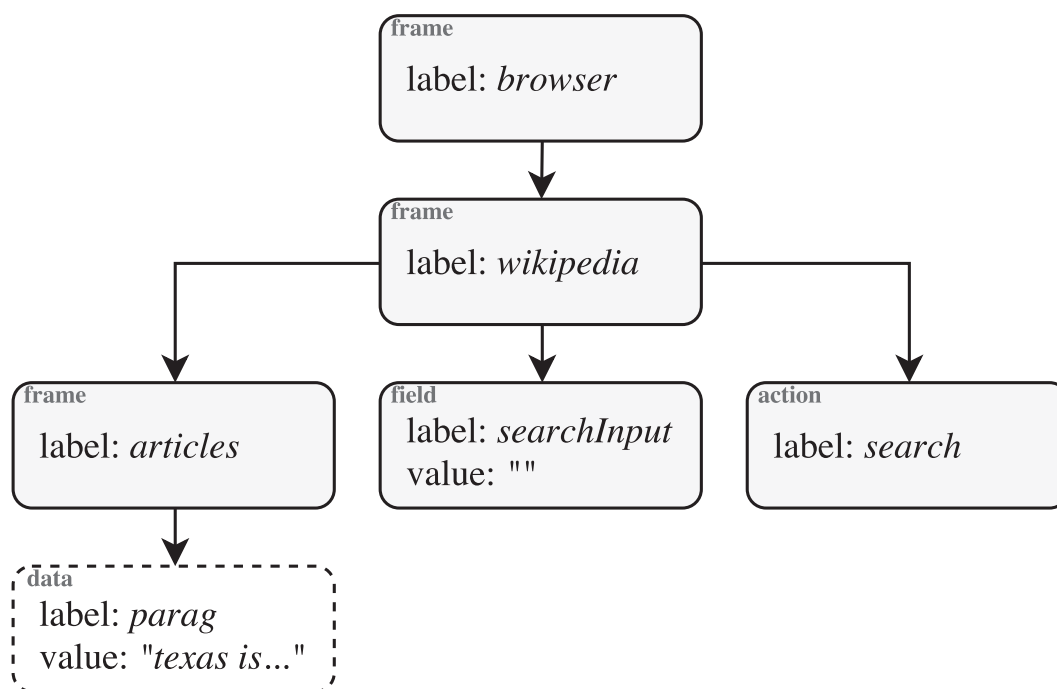 frame
label: browser
frame
label: wikipedia
frame
label: articles
field
label: searchInput
value: ""
action
label: search
data
label: parag
value: "texas is..."